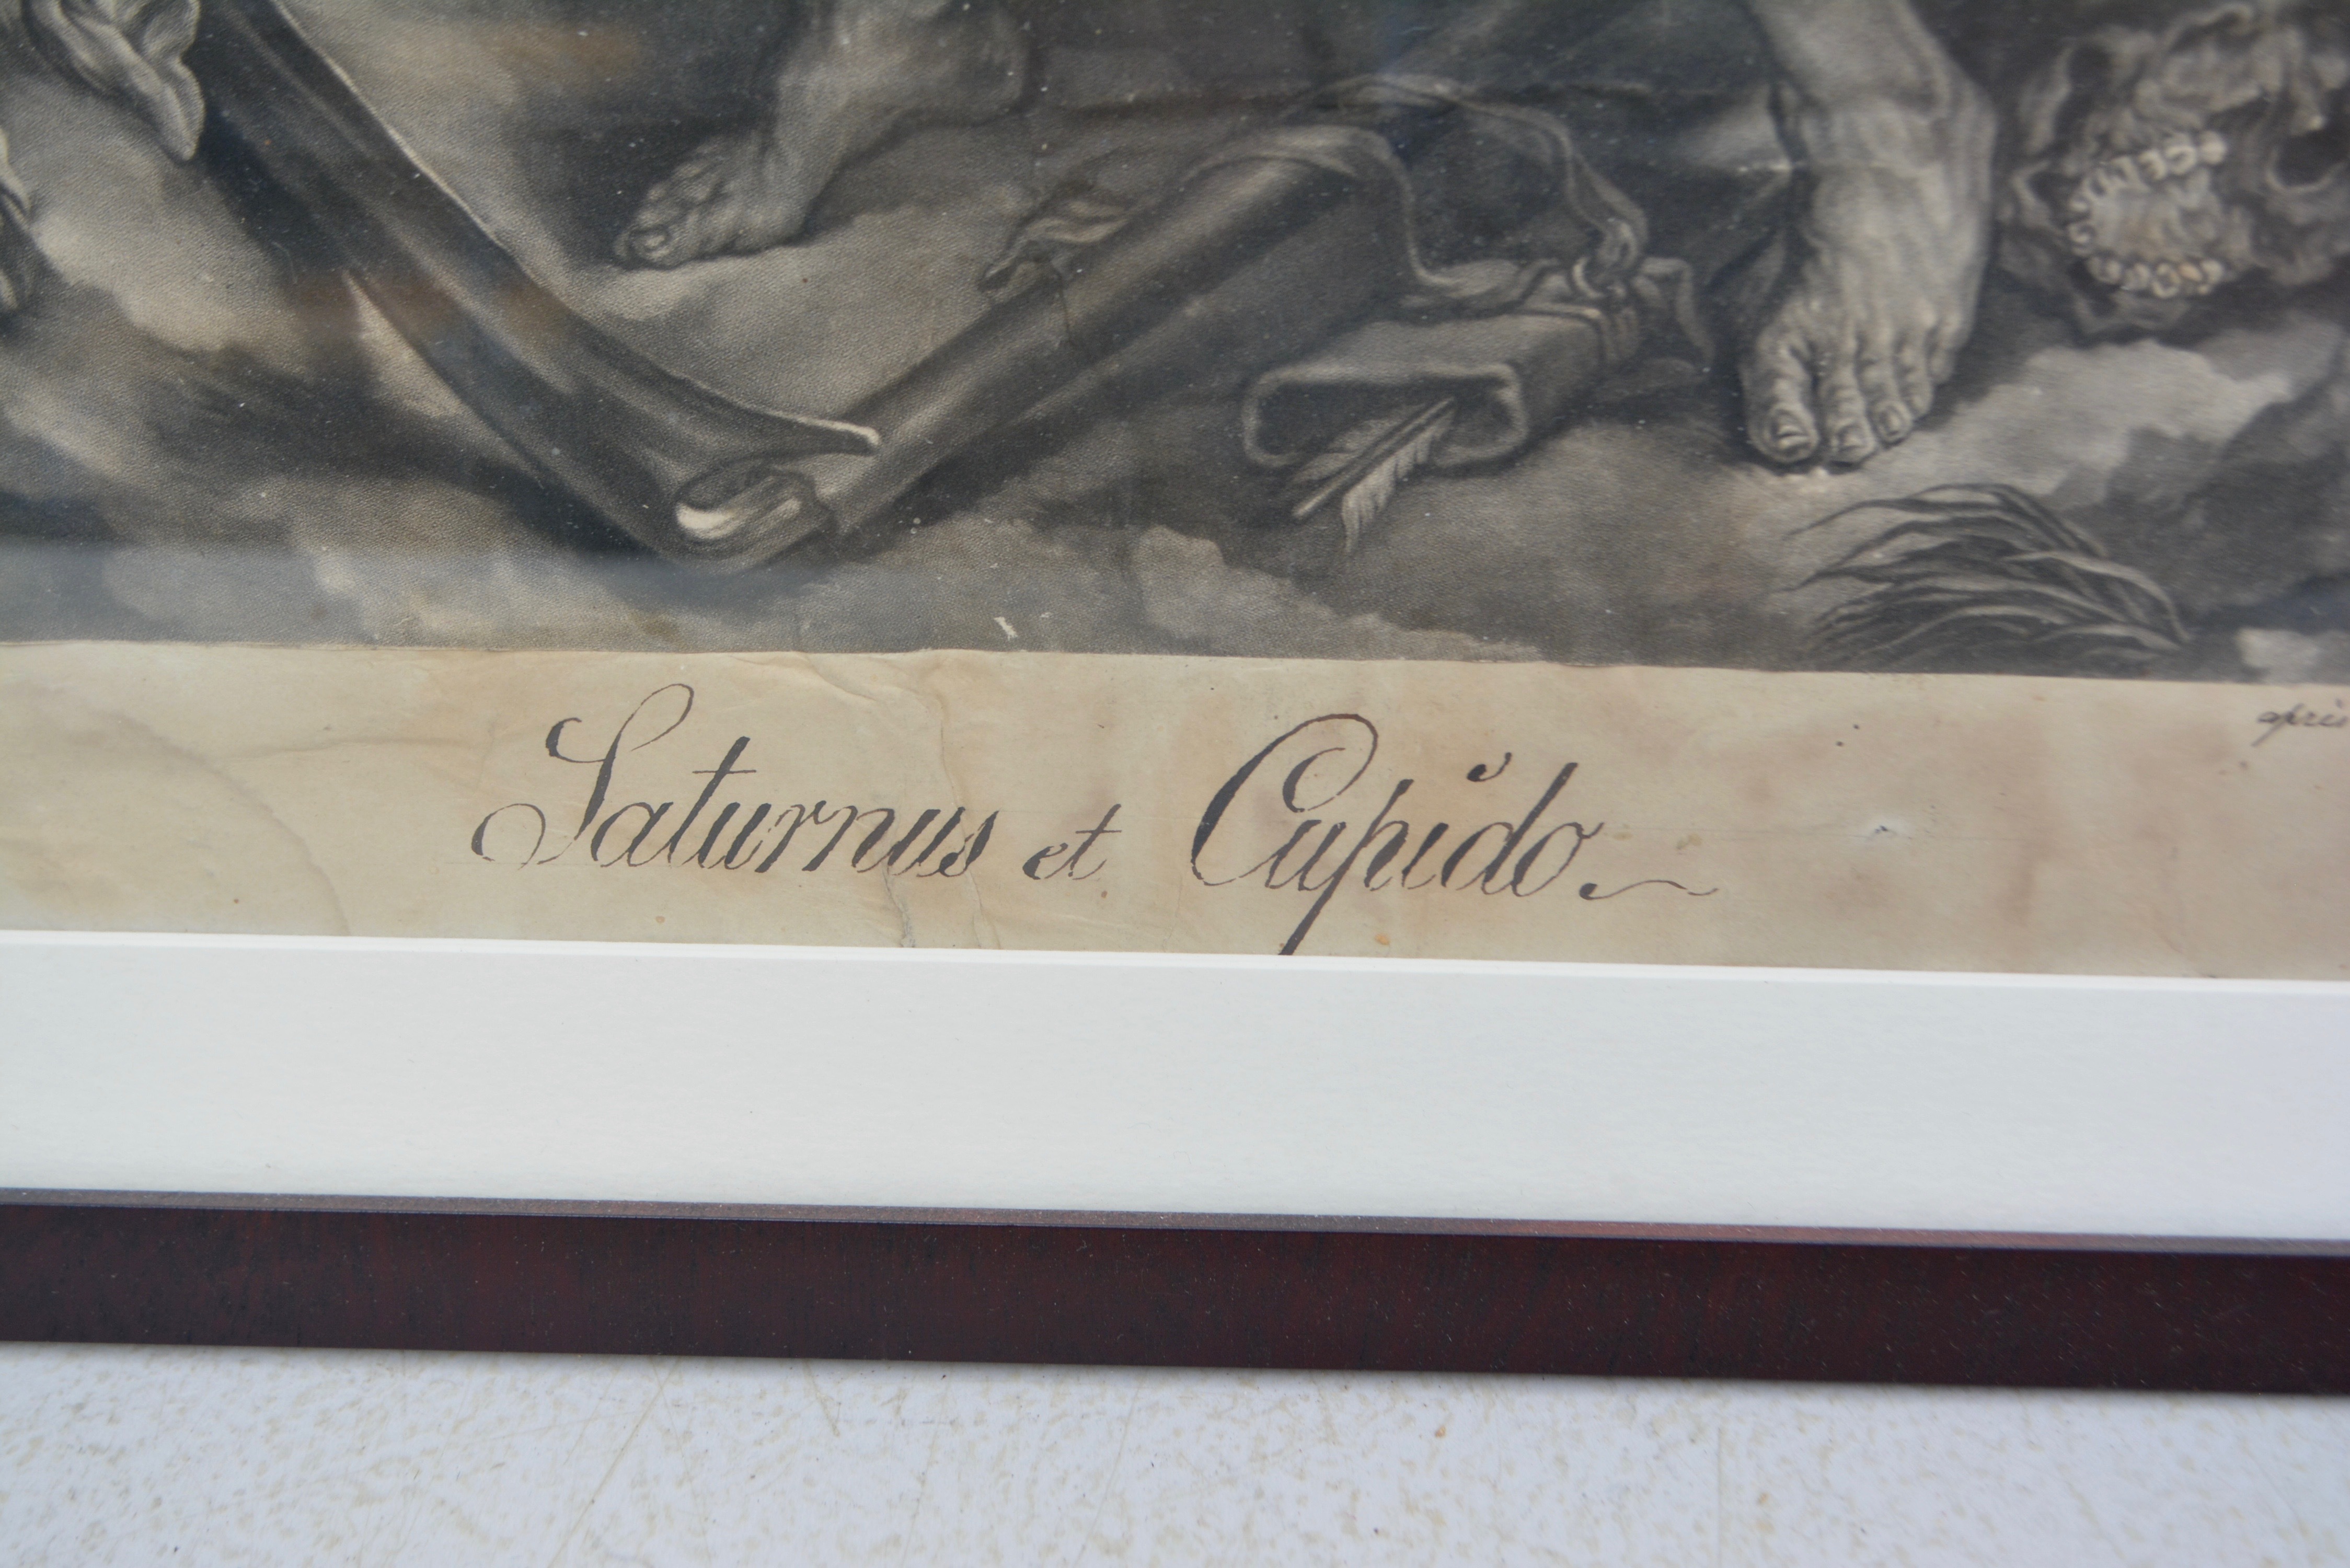 Saturnus et Cupido